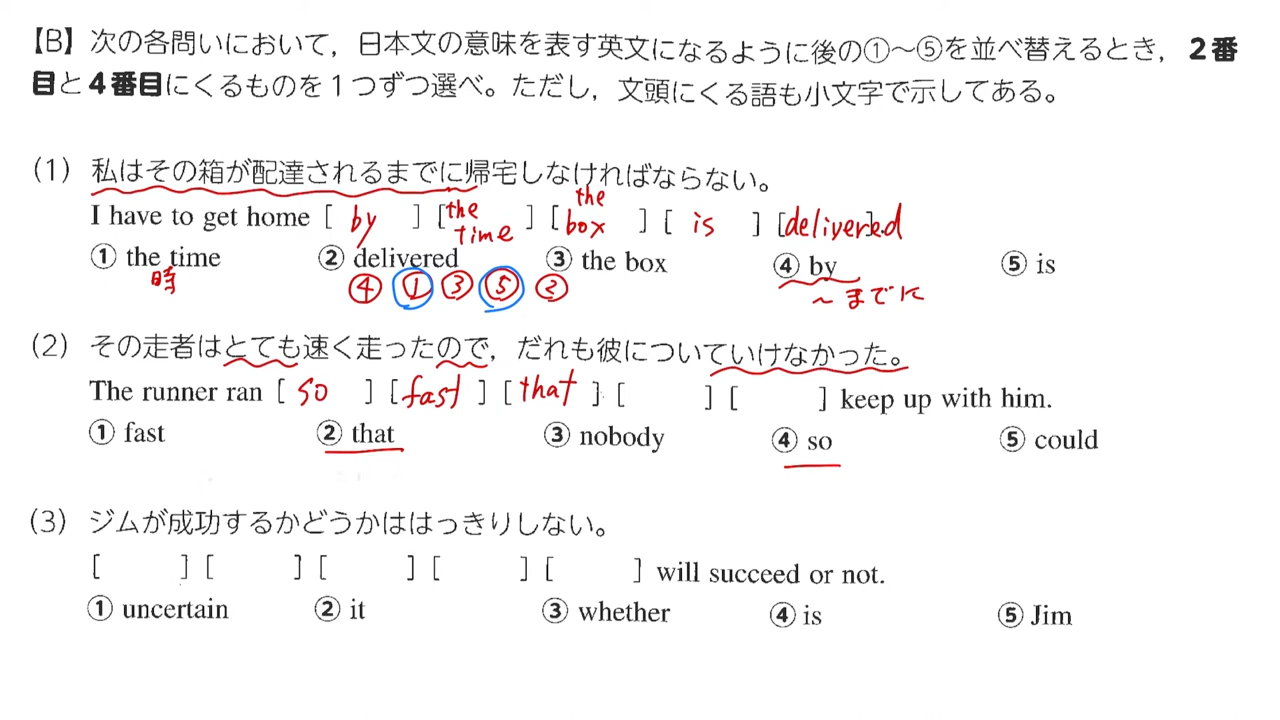 【B】次の各問いにおいて，日本文の意味を表す英文になるように後の①〜⑤を並べ替えるとき，2番
目と4番目にくるものを1つずつ選べ。ただし，文頭にくる語も小文字で示してある。
(1) 私はその箱が配達されるまでに帰宅しなければならない。
I have to get home [ by ] [the time ] [ the box ] [ is ] [delivered]
① the time ② delivered ③ the box ④ by ⑤ is
時 ④ ① ③ ⑤ ② 〜までに
(2) その走者はとても速く走ったので，だれも彼についていけなかった。
The runner ran [ so ] [ fast ] [ that ] [ ] [ ] keep up with him.
① fast ② that ③ nobody ④ so ⑤ could
(3) ジムが成功するかどうかははっきりしない。
[ ] [ ] [ ] [ ] [ ] will succeed or not.
① uncertain ② it ③ whether ④ is ⑤ Jim